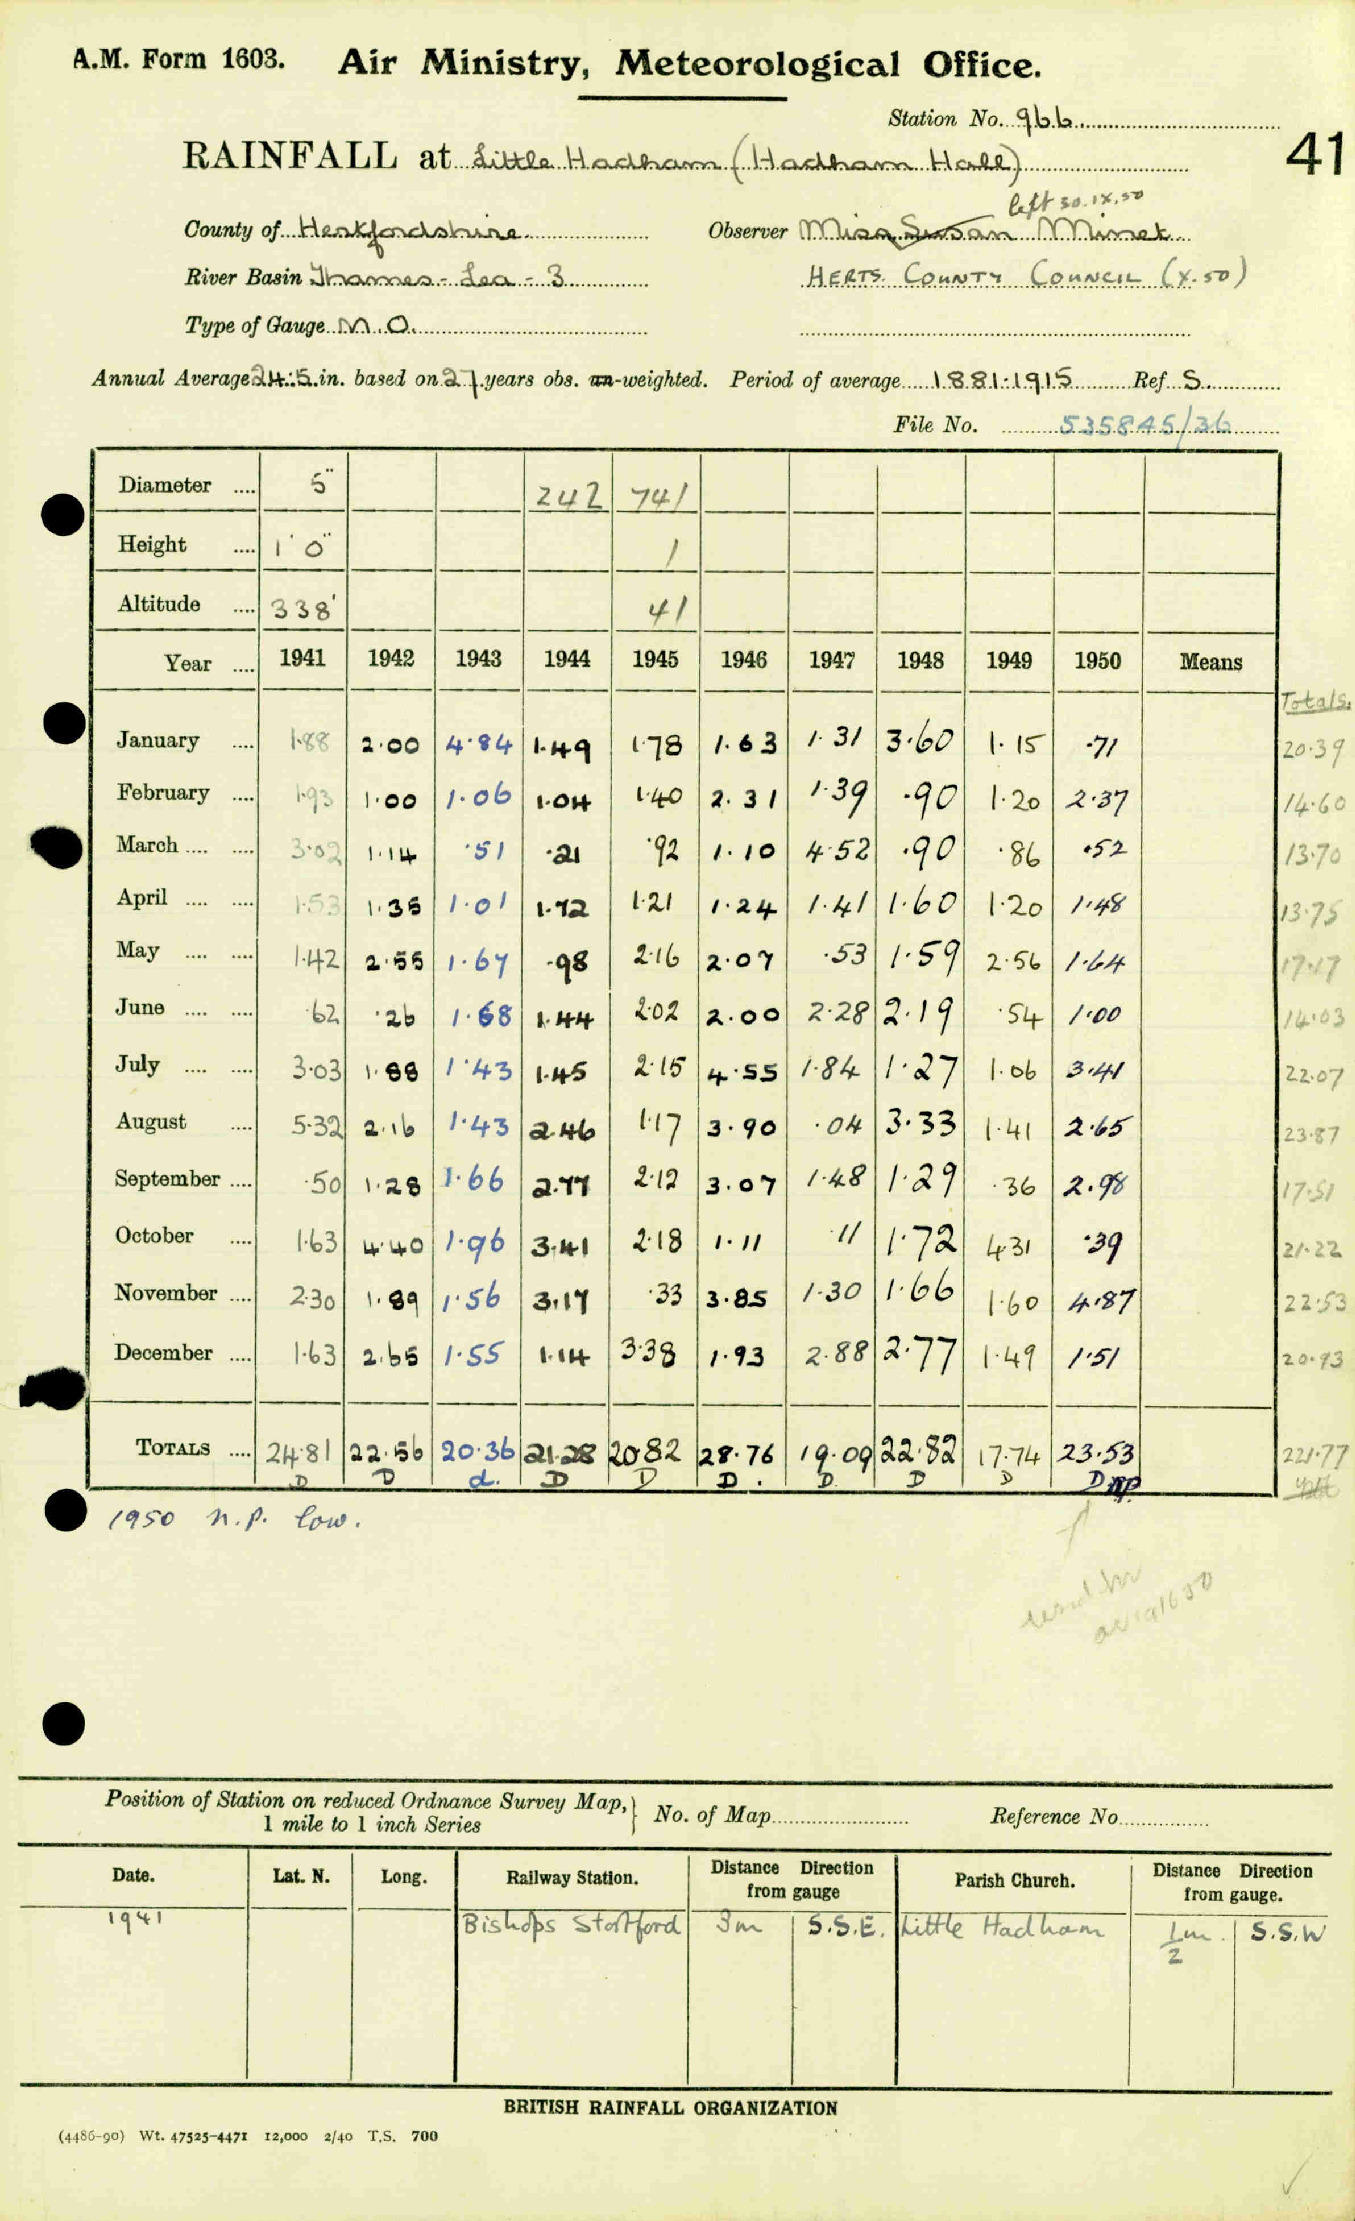 A.M. Form 1603. Air Ministry, Meteorological Office.
Station No. 966
RAINFALL at Little Hadham (Hadham Hall)
41
left 30.IX.50
County of Hertfordshire Observer Miss Susan Minet
River Basin Thames - Lea - 3 HERTS. COUNTY COUNCIL (X.50)
Type of Gauge M.O.
Annual Average 24.5 in. based on 27 years obs. un-weighted. Period of average 1881-1915 Ref S.
File No. 535845/36
Diameter .... 5" 242 741
Height .... 1' 0" 1
Altitude .... 338' 41
Year .... 1941 1942 1943 1944 1945 1946 1947 1948 1949 1950 Means
Totals.
January .... 1.88 2.00 4.84 1.49 1.78 1.63 1.31 3.60 1.15 .71 20.39
February .... 1.93 1.00 1.06 1.04 1.40 2.31 1.39 .90 1.20 2.37 14.60
March .... .... 3.02 1.14 .51 .21 .92 1.10 4.52 .90 .86 .52 13.70
April .... .... 1.53 1.35 1.01 1.72 1.21 1.24 1.41 1.60 1.20 1.48 13.75
May .... .... 1.42 2.55 1.67 .98 2.16 2.07 .53 1.59 2.56 1.64 17.17
June .... .... .62 .26 1.68 1.44 2.02 2.00 2.28 2.19 .54 1.00 14.03
July .... .... 3.03 1.88 1.43 1.45 2.15 4.55 1.84 1.27 1.06 3.41 22.07
August .... 5.32 2.16 1.43 2.46 1.17 3.90 .04 3.33 1.41 2.65 23.87
September .... .50 1.28 1.66 2.77 2.12 3.07 1.48 1.29 .36 2.98 17.51
October .... 1.63 4.40 1.96 3.41 2.18 1.11 .11 1.72 4.31 .39 21.22
November .... 2.30 1.89 1.56 3.17 .33 3.85 1.30 1.66 1.60 4.87 22.53
December .... 1.63 2.65 1.55 1.14 3.38 1.93 2.88 2.77 1.49 1.51 20.93
TOTALS .... 24.81 22.56 20.36 21.28 20.82 28.76 19.09 22.82 17.74 23.53 221.77
D D d. D D D. D D D D np.
1950 n.p. low.
Position of Station on reduced Ordnance Survey Map, 1 mile to 1 inch Series } No. of Map Reference No.
Date. Lat. N. Long. Railway Station. Distance Direction from gauge Parish Church. Distance Direction from gauge.
1941 Bishops Stortford 3m S.S.E. Little Hadham 1/2 m. S.S.W
BRITISH RAINFALL ORGANIZATION
(4486-90) Wt. 47525-4471 12,000 2/40 T.S. 700